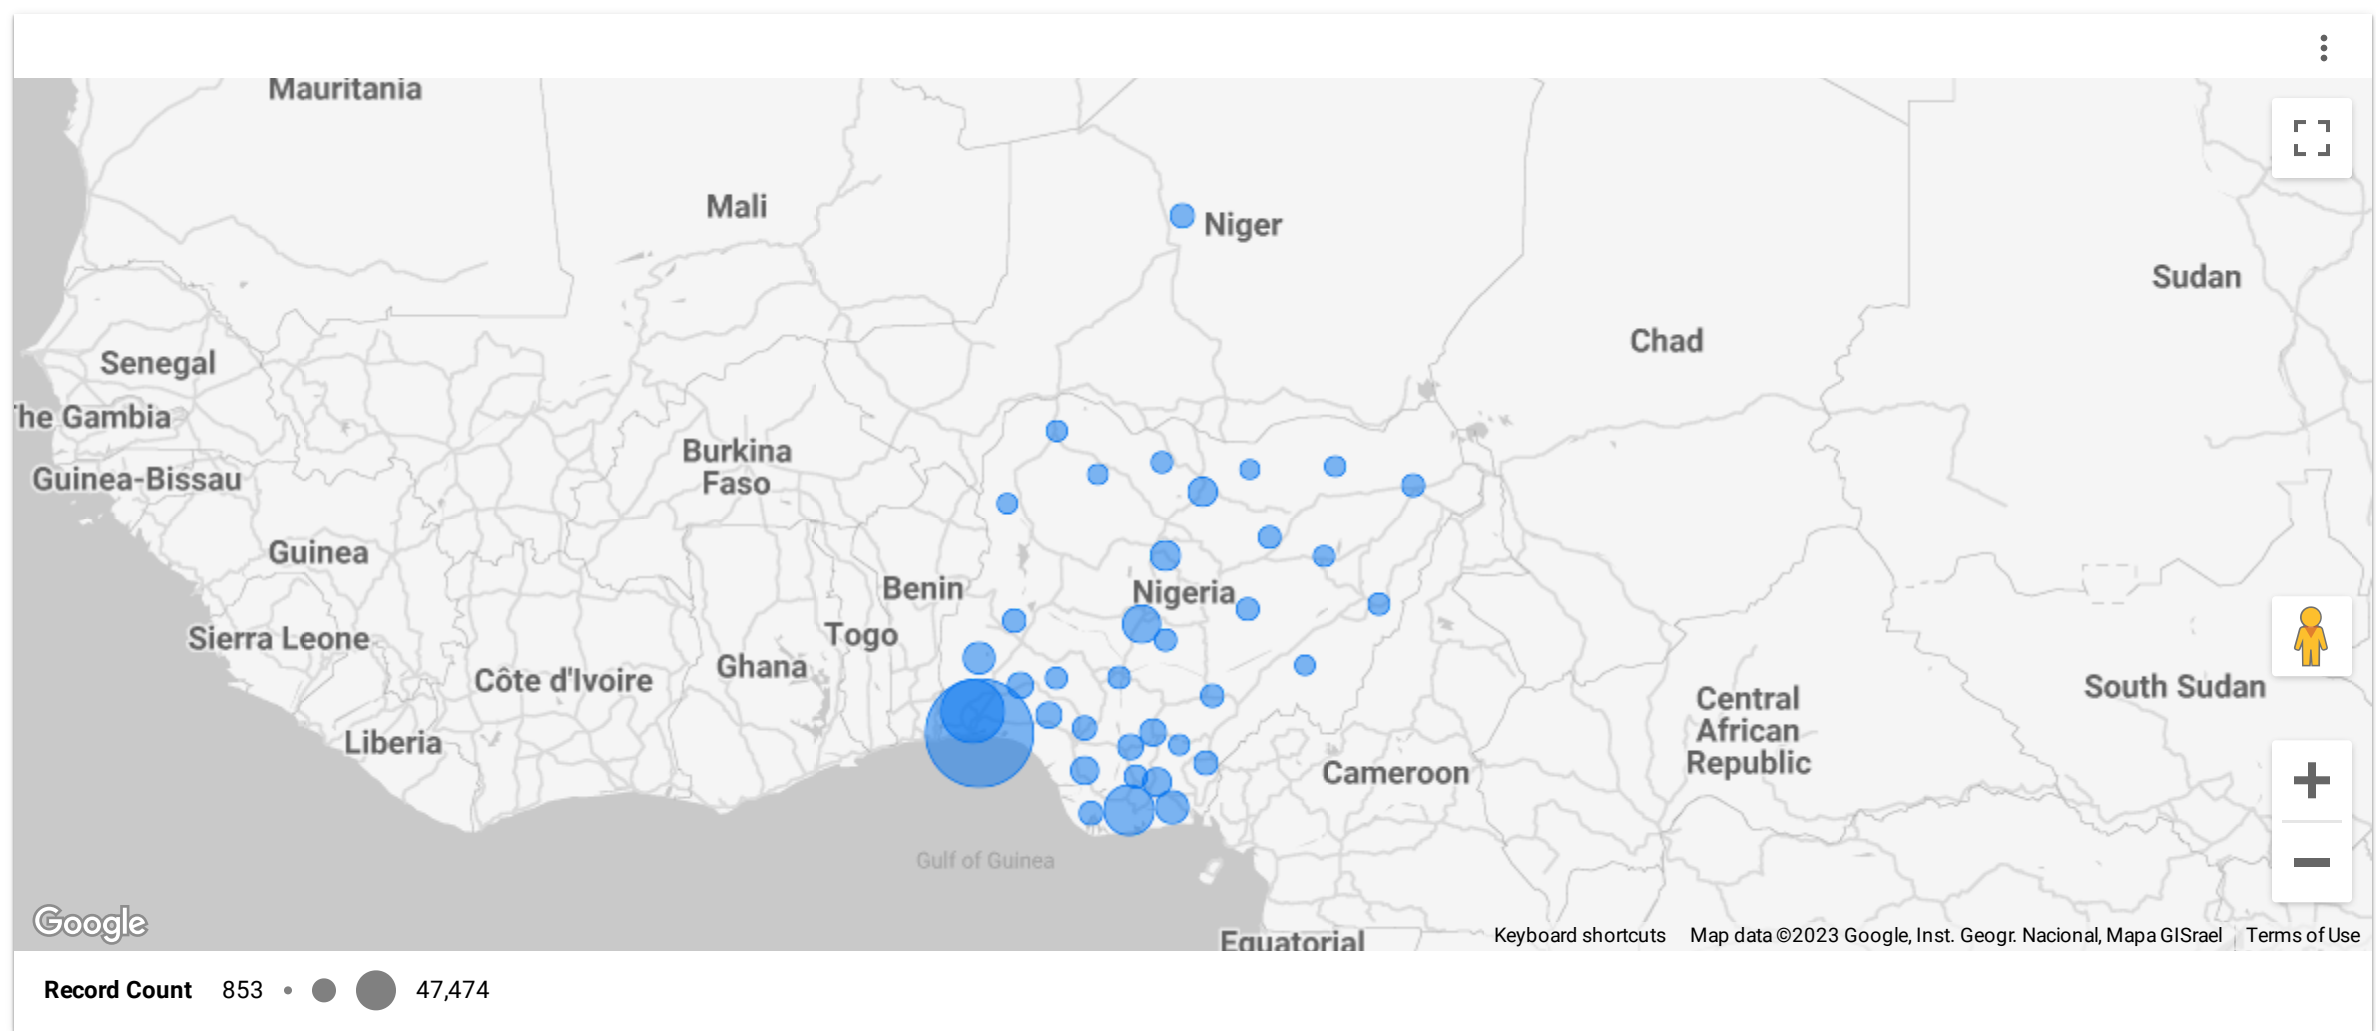 Mauritania
Mali
Niger
Sudan
Chad
Senegal
The Gambia
Burkina
Faso
Guinea-Bissau
Guinea
Benin
Nigeria
Togo
Sierra Leone
Ghana
Côte d'Ivoire
South Sudan
Central
African
Republic
Liberia
Cameroon
Gulf of Guinea
Google
Equatorial
Keyboard shortcuts Map data ©2023 Google, Inst. Geogr. Nacional, Mapa GISrael Terms of Use
Record Count 853 47,474